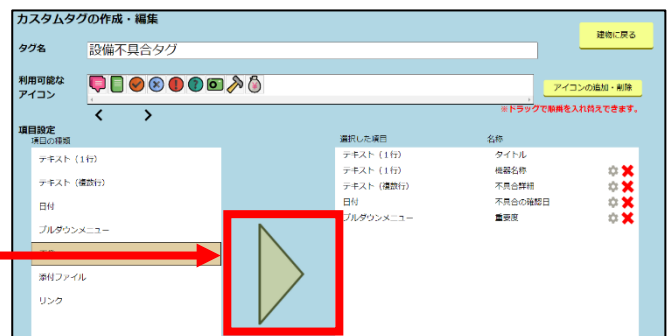 カスタムタグの作成・編集
建物に戻る
タグ名
設備不具合タグ
利用可能な
アイコン
アイコンの追加・削除
※ドラッグで順番を入れ替えできます。
項目設定
項目の種類
選択した項目 名称
テキスト（1行）
テキスト（複数行）
日付
プルダウンメニュー
添付ファイル
リンク
テキスト（1行） タイトル
テキスト（1行） 機器名称
テキスト（複数行） 不具合詳細
日付 不具合の確認日
プルダウンメニュー 重要度